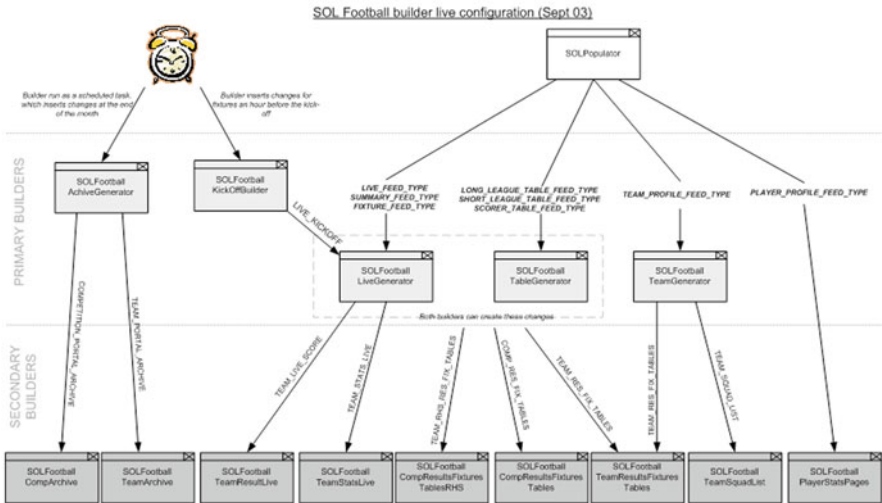 SOL Football builder live configuration (Sept 03)
SOLPopulator
Builder run as a scheduled task,
which inserts changes at the end
of the month
Builder inserts changes for
fixtures an hour before the kick-
off
PRIMARY BUILDERS
SOLFootball
AchiveGenerator
SOLFootball
KickOffBuilder
LIVE_FEED_TYPE
SUMMARY_FEED_TYPE
FIXTURE_FEED_TYPE
LONG_LEAGUE_TABLE_FEED_TYPE
SHORT_LEAGUE_TABLE_FEED_TYPE
SCORER_TABLE_FEED_TYPE
TEAM_PROFILE_FEED_TYPE
PLAYER_PROFILE_FEED_TYPE
LIVE_KICKOFF
SOLFootball
LiveGenerator
SOLFootball
TableGenerator
SOLFootball
TeamGenerator
Both builders can create these changes
SECONDARY
BUILDERS
COMPETITION_PORTAL_ARCHIVE
TEAM_PORTAL_ARCHIVE
TEAM_LIVE_SCORE
TEAM_STATS_LIVE
TEAM_RHS_RES_FIX_TABLES
COMP_RES_FIX_TABLES
TEAM_RES_FIX_TABLES
TEAM_RES_FIX_TABLES
TEAM_SQUAD_LIST
SOLFootball
CompArchive
SOLFootball
TeamArchive
SOLFootball
TeamResultLive
SOLFootball
TeamStatsLive
SOLFootball
CompResultsFixtures
TablesRHS
SOLFootball
CompResultsFixtures
Tables
SOLFootball
TeamResultsFixtures
Tables
SOLFootball
TeamSquadList
SOLFootball
PlayerStatsPages